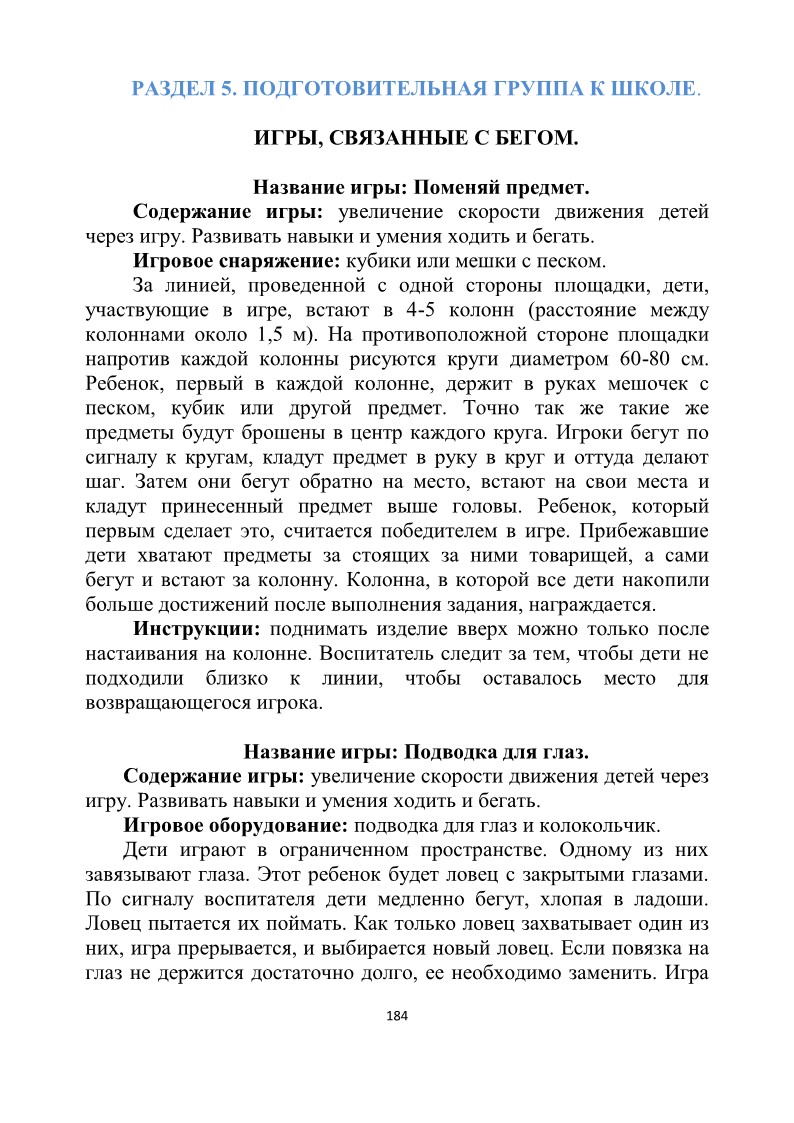 РАЗДЕЛ 5. ПОДГОТОВИТЕЛЬНАЯ ГРУППА К ШКОЛЕ.
ИГРЫ, СВЯЗАННЫЕ С БЕГОМ.
Название игры: Поменяй предмет.
Содержание игры: увеличение скорости движения детей
через игру. Развивать навыки и умения ходить и бегать.
Игровое снаряжение: кубики или мешки с песком.
За линией, проведенной с одной стороны площадки, дети,
участвующие в игре, встают в 4-5 колонн (расстояние между
колоннами около 1,5 м). На противоположной стороне площадки
напротив каждой колонны рисуются круги диаметром 60-80 см.
Ребенок, первый в каждой колонне, держит в руках мешочек с
песком, кубик или другой предмет. Точно так же такие же
предметы будут брошены в центр каждого круга. Игроки бегут по
сигналу к кругам, кладут предмет в руку в круг и оттуда делают
шаг. Затем они бегут обратно на место, встают на свои места и
кладут принесенный предмет выше головы. Ребенок, который
первым сделает это, считается победителем в игре. Прибежавшие
дети хватают предметы за стоящих за ними товарищей, а сами
бегут и встают за колонну. Колонна, в которой все дети накопили
больше достижений после выполнения задания, награждается.
Инструкции: поднимать изделие вверх можно только после
настаивания на колонне. Воспитатель следит за тем, чтобы дети не
подходили близко к линии, чтобы оставалось место для
возвращающегося игрока.
Название игры: Подводка для глаз.
Содержание игры: увеличение скорости движения детей через
игру. Развивать навыки и умения ходить и бегать.
Игровое оборудование: подводка для глаз и колокольчик.
Дети играют в ограниченном пространстве. Одному из них
завязывают глаза. Этот ребенок будет ловец с закрытыми глазами.
По сигналу воспитателя дети медленно бегут, хлопая в ладоши.
Ловец пытается их поймать. Как только ловец захватывает один из
них, игра прерывается, и выбирается новый ловец. Если повязка на
глаз не держится достаточно долго, ее необходимо заменить. Игра
184